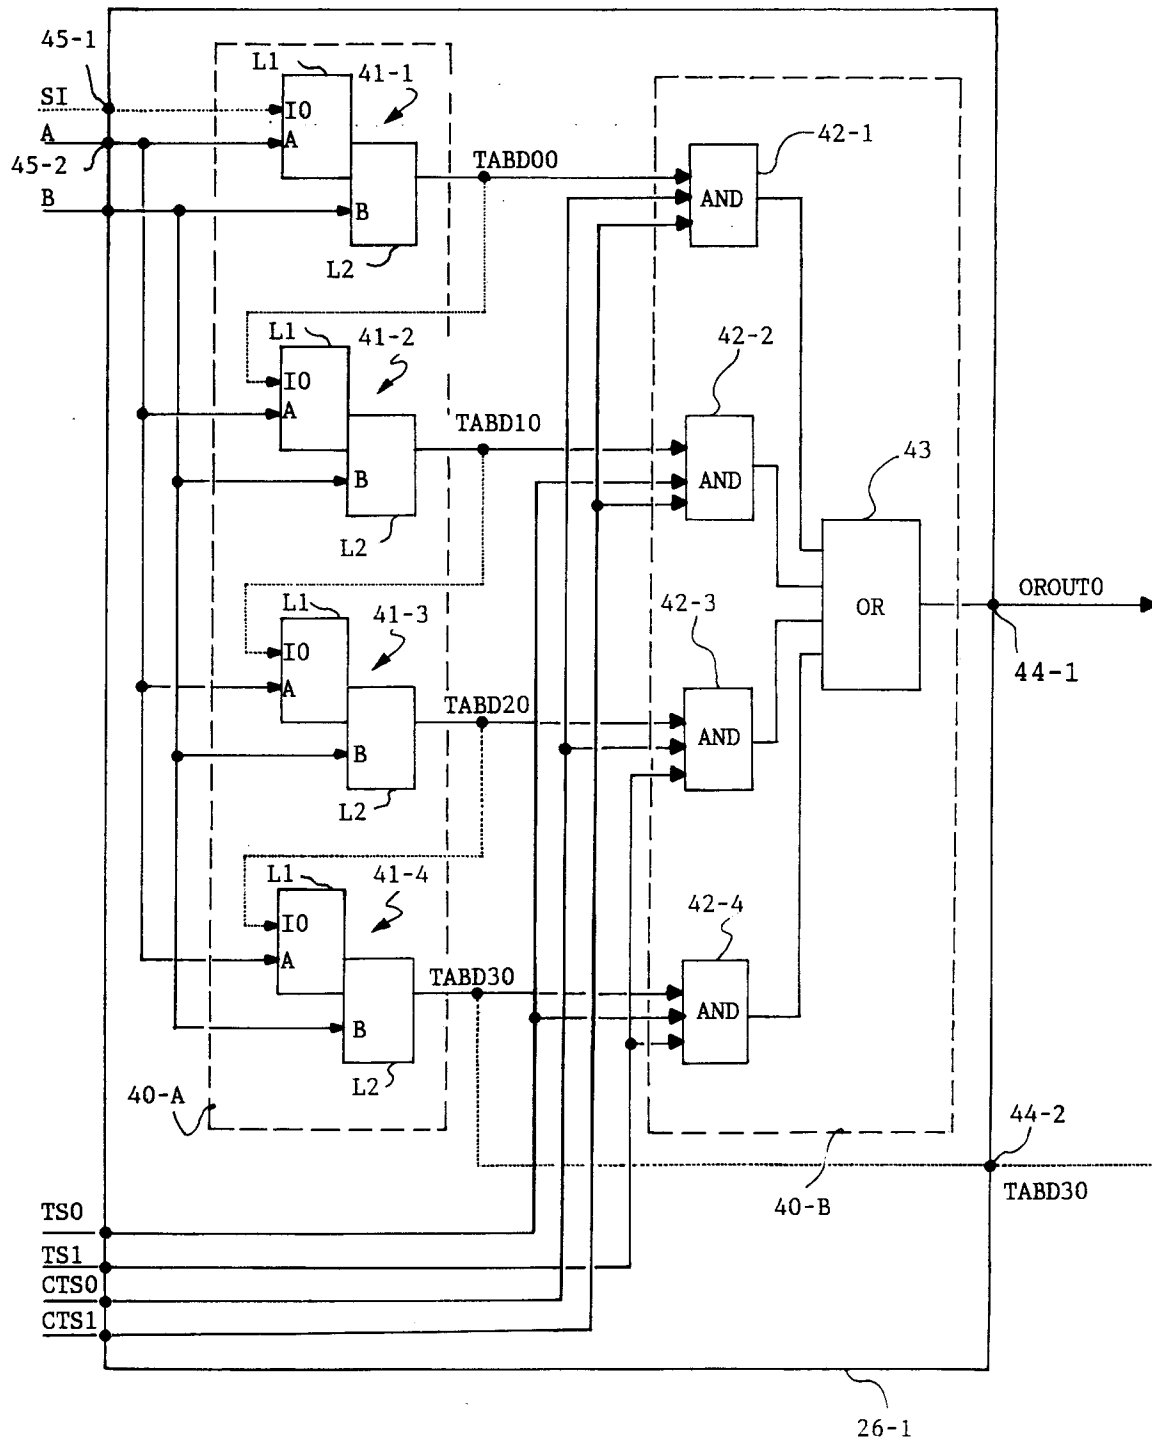 45-1
L1
41-1
SI
I0
A
A
45-2
B
B
L2
TABD00
42-1
AND
L1
41-2
I0
A
B
L2
TABD10
42-2
AND
43
OR
OROUT0
44-1
L1
41-3
I0
A
B
L2
TABD20
42-3
AND
L1
41-4
I0
A
B
L2
TABD30
42-4
AND
40-A
40-B
44-2
TABD30
TS0
TS1
CTS0
CTS1
26-1